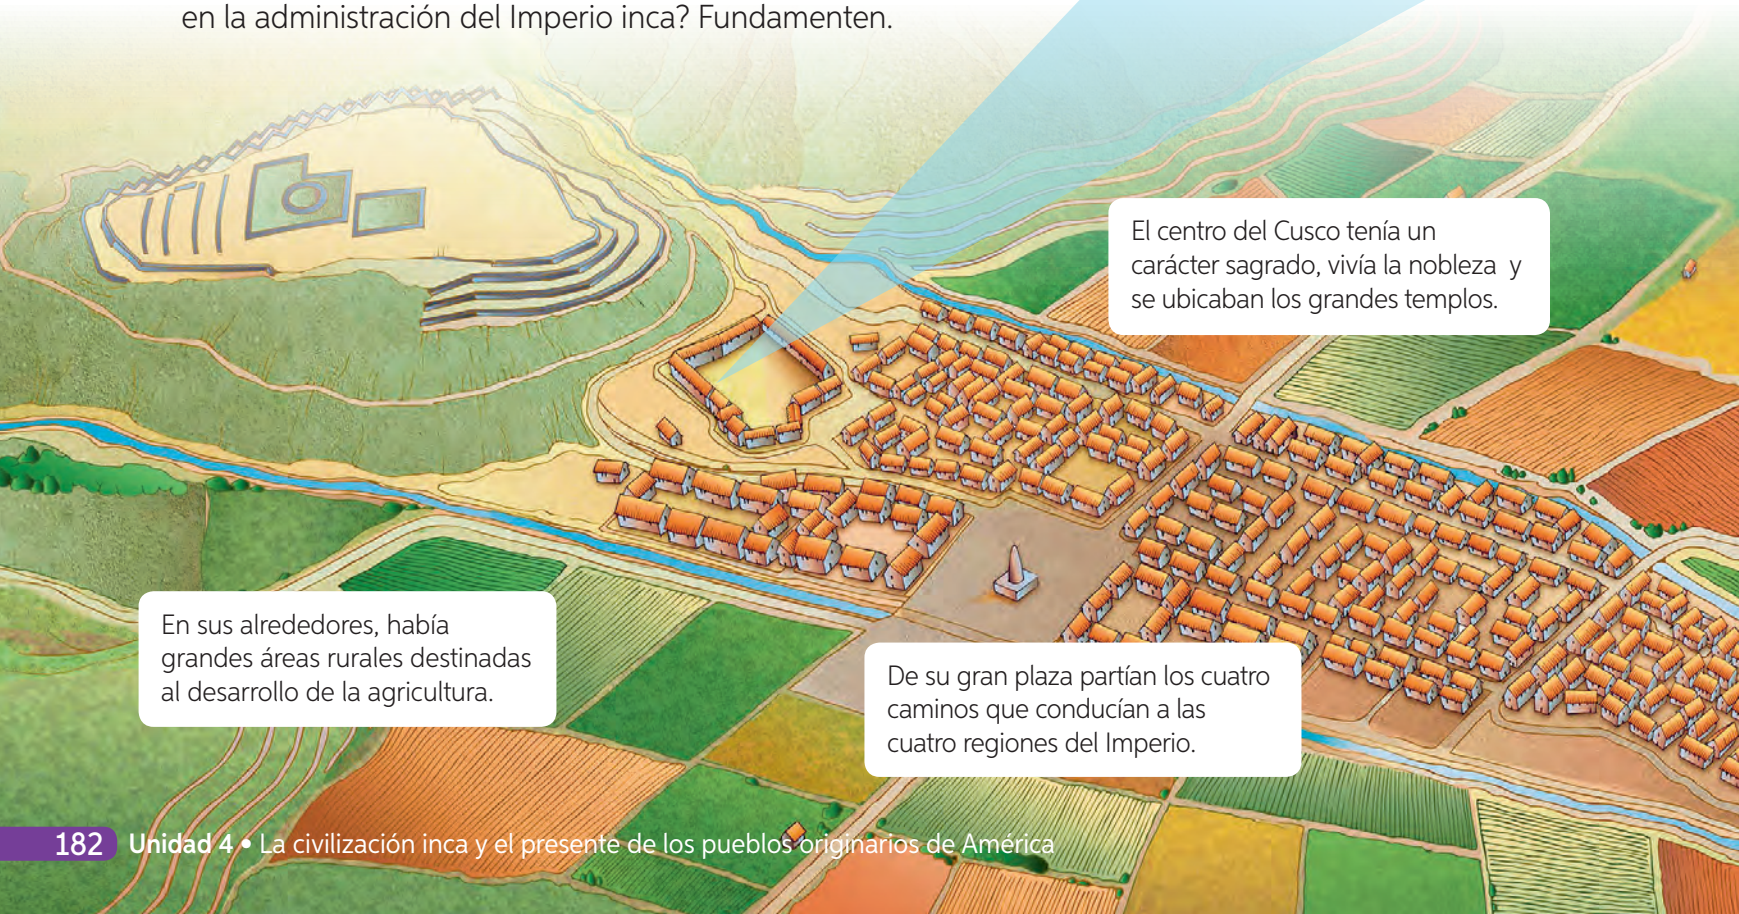 en la administración del Imperio inca? Fundamenten.
El centro del Cusco tenía un
carácter sagrado, vivía la nobleza y
se ubicaban los grandes templos.
En sus alrededores, había
grandes áreas rurales destinadas
al desarrollo de la agricultura.
De su gran plaza partían los cuatro
caminos que conducían a las
cuatro regiones del Imperio.
182 Unidad 4 • La civilización inca y el presente de los pueblos originarios de América